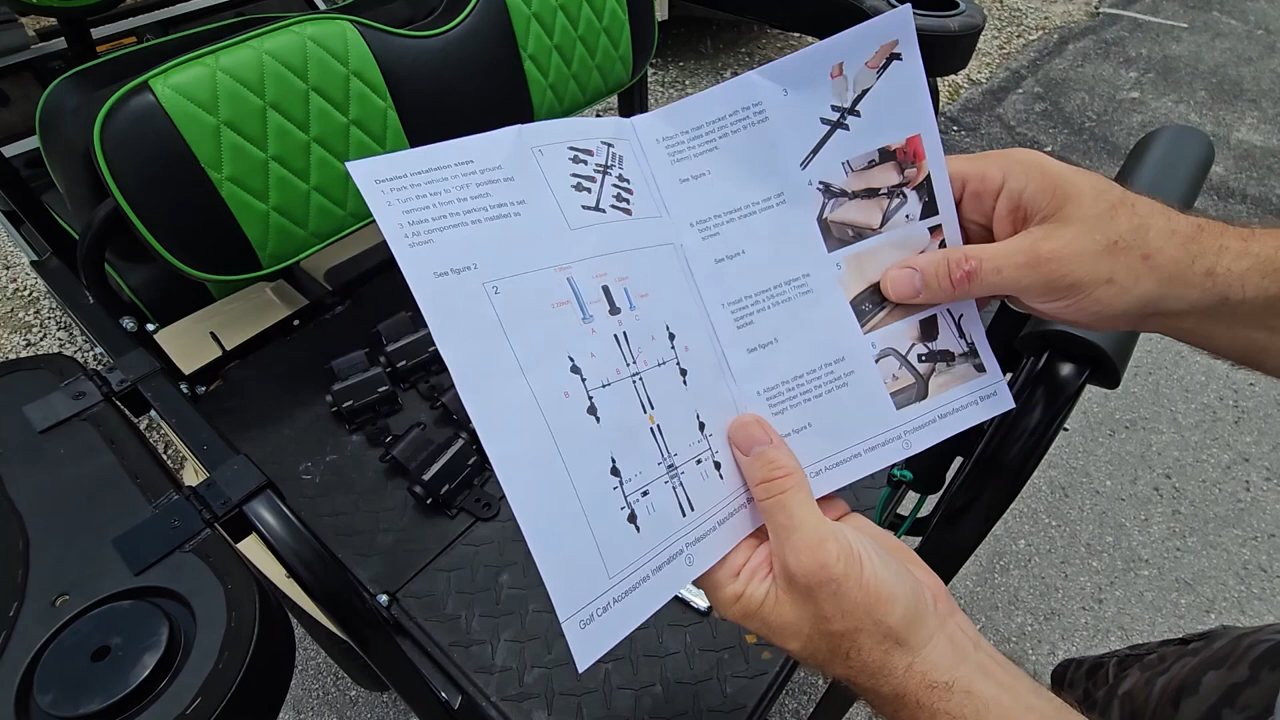 Detailed installation steps
1. Park the vehicle on level ground.
2. Turn the key to "OFF" position and
remove it from the switch.
3. Make sure the parking brake is set.
4. All components are installed as
shown.
See figure 2
1
2
A
B
C
A
A
B
B
C
B
B
Golf Cart Accessories International Professional Manufacturing Brand
2
5. Attach the main bracket with the two
shackle plates and zinc screws, then
tighten the screws with two 9/16-inch
(14mm) spanners.
See figure 3
6. Attach the bracket on the rear cart
body strut with shackle plates and
screws
See figure 4
7. Install the screws and tighten the
screws with a 5/8-inch (17mm)
spanner and a 5/8-inch (17mm)
socket.
See figure 5
8. Attach the other side of the strut
exactly like the former one.
Remember keep the bracket 5cm
height from the rear cart body
See figure 6
3
4
5
6
Cart Accessories International Professional Manufacturing Brand
3